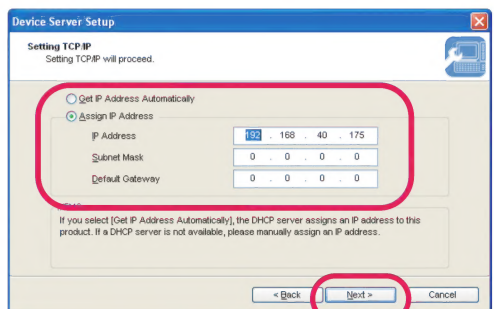 Device Server Setup
Setting TCP/IP
Setting TCP/IP will proceed.
Get IP Address Automatically
Assign IP Address
IP Address 192 . 168 . 40 . 175
Subnet Mask 0 . 0 . 0 . 0
Default Gateway 0 . 0 . 0 . 0
If you select [Get IP Address Automatically], the DHCP server assigns an IP address to this
product. If a DHCP server is not available, please manually assign an IP address.
< Back Next > Cancel